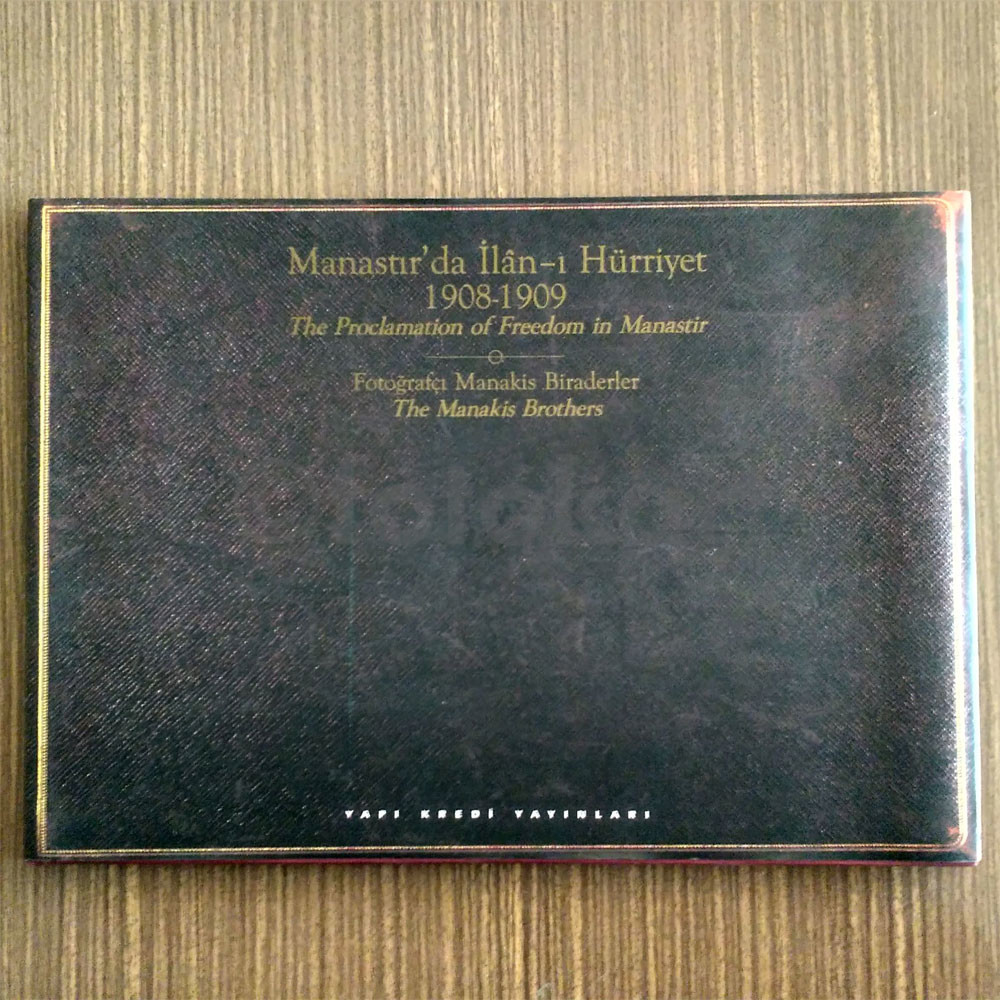 Manastır'da İlân-ı Hürriyet
1908-1909
The Proclamation of Freedom in Manastir
Fotoğrafçı Manakis Biraderler
The Manakis Brothers
YAPI KREDİ YAYINLARI